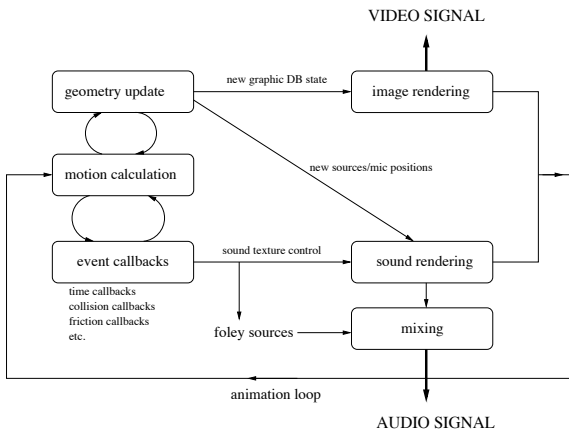 VIDEO SIGNAL
geometry update
new graphic DB state
image rendering
new sources/mic positions
motion calculation
event callbacks
sound texture control
sound rendering
time callbacks
collision callbacks
friction callbacks
etc.
foley sources
mixing
animation loop
AUDIO SIGNAL